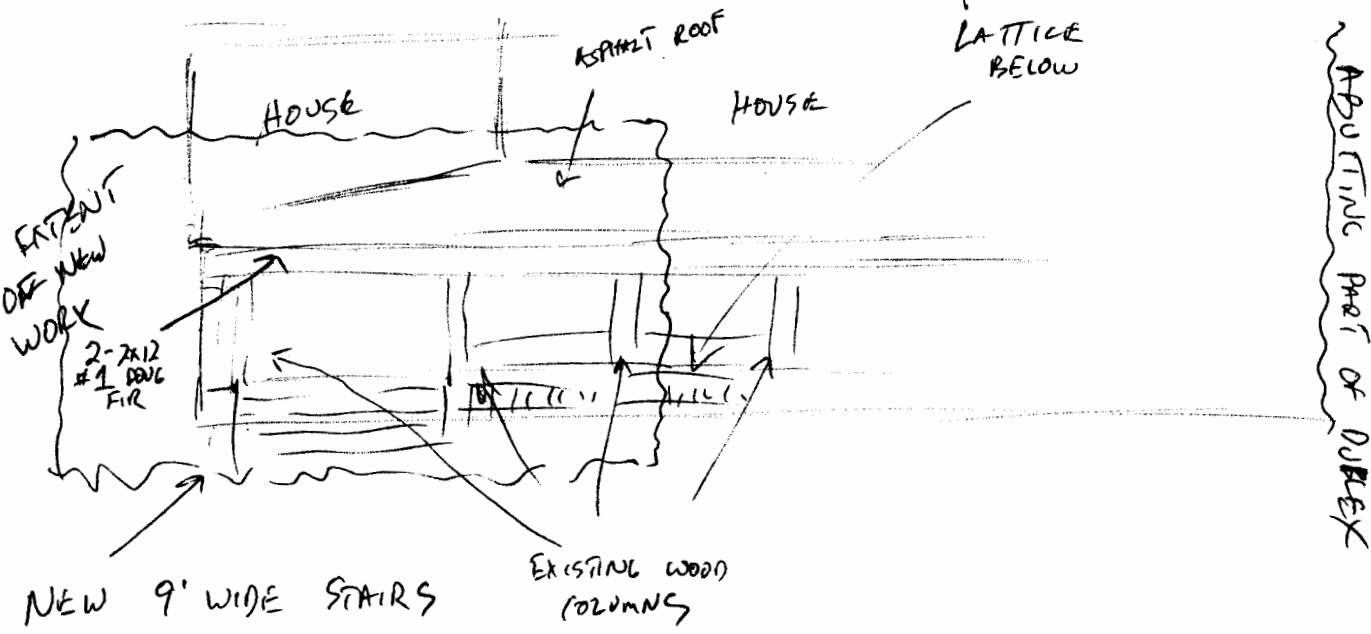 ASPHALT ROOF
LATTICE
BELOW
HOUSE
HOUSE
EXTENT
OF NEW
WORK
2-2x12
#1 DOUG
FIR
ABUTTING PART OF DUPLEX
NEW 9' WIDE STAIRS
EXISTING WOOD
COLUMNS